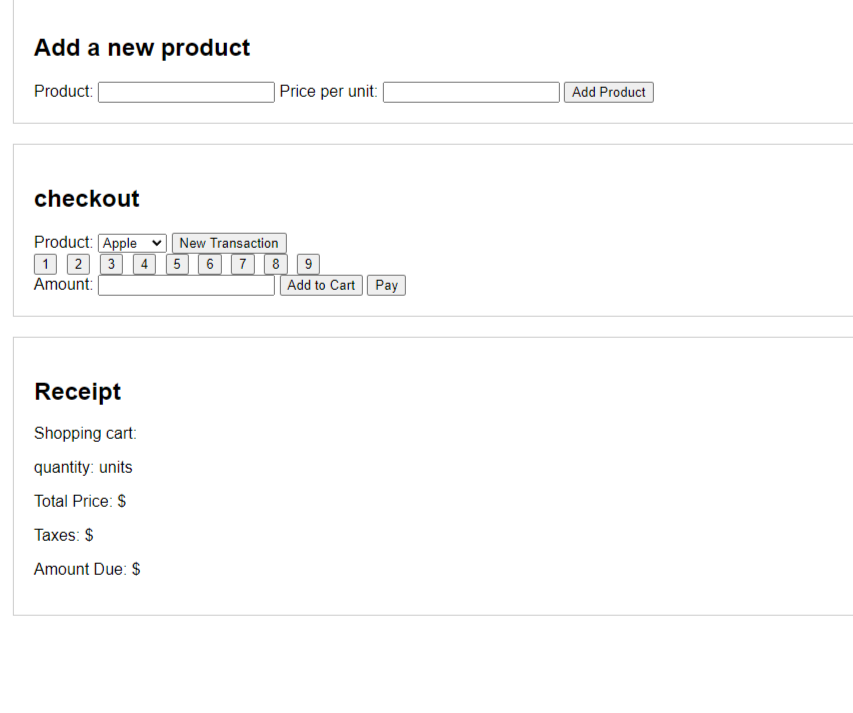 Add a new product
Product: Price per unit: Add Product
checkout
Product: Apple New Transaction
1 2 3 4 5 6 7 8 9
Amount: Add to Cart Pay
Receipt
Shopping cart:
quantity: units
Total Price: $
Taxes: $
Amount Due: $